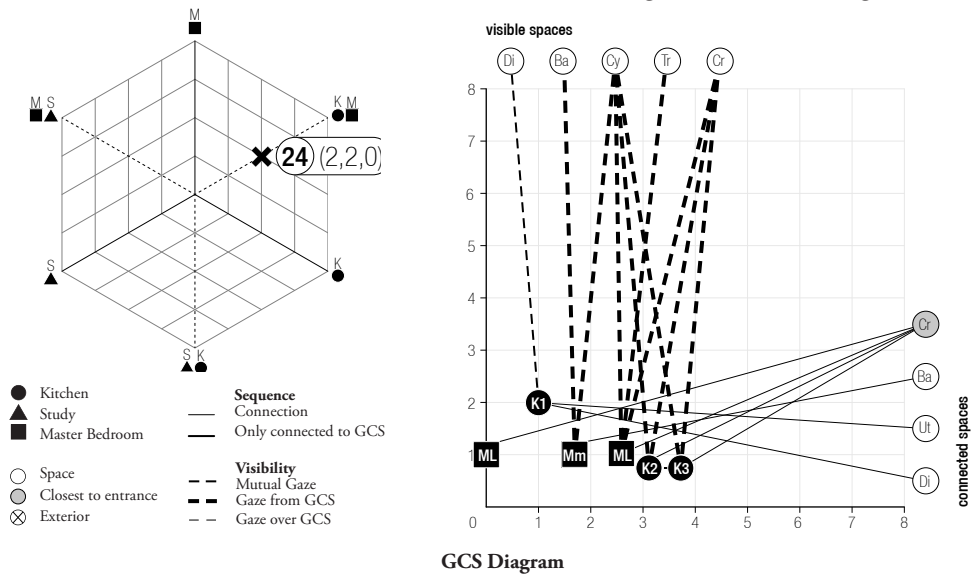 M
M S
K M
24 (2,2,0)
S
K
S K
Kitchen
Study
Master Bedroom
Space
Closest to entrance
Exterior
Sequence
Connection
Only connected to GCS
Visibility
Mutual Gaze
Gaze from GCS
Gaze over GCS
visible spaces
Di Ba Cy Tr Cr
8
7
6
5
4
3
2
1
0 1 2 3 4 5 6 7 8
K1
ML Mm ML
K2 K3
Cr
Ba
Ut
Di
connected spaces
GCS Diagram